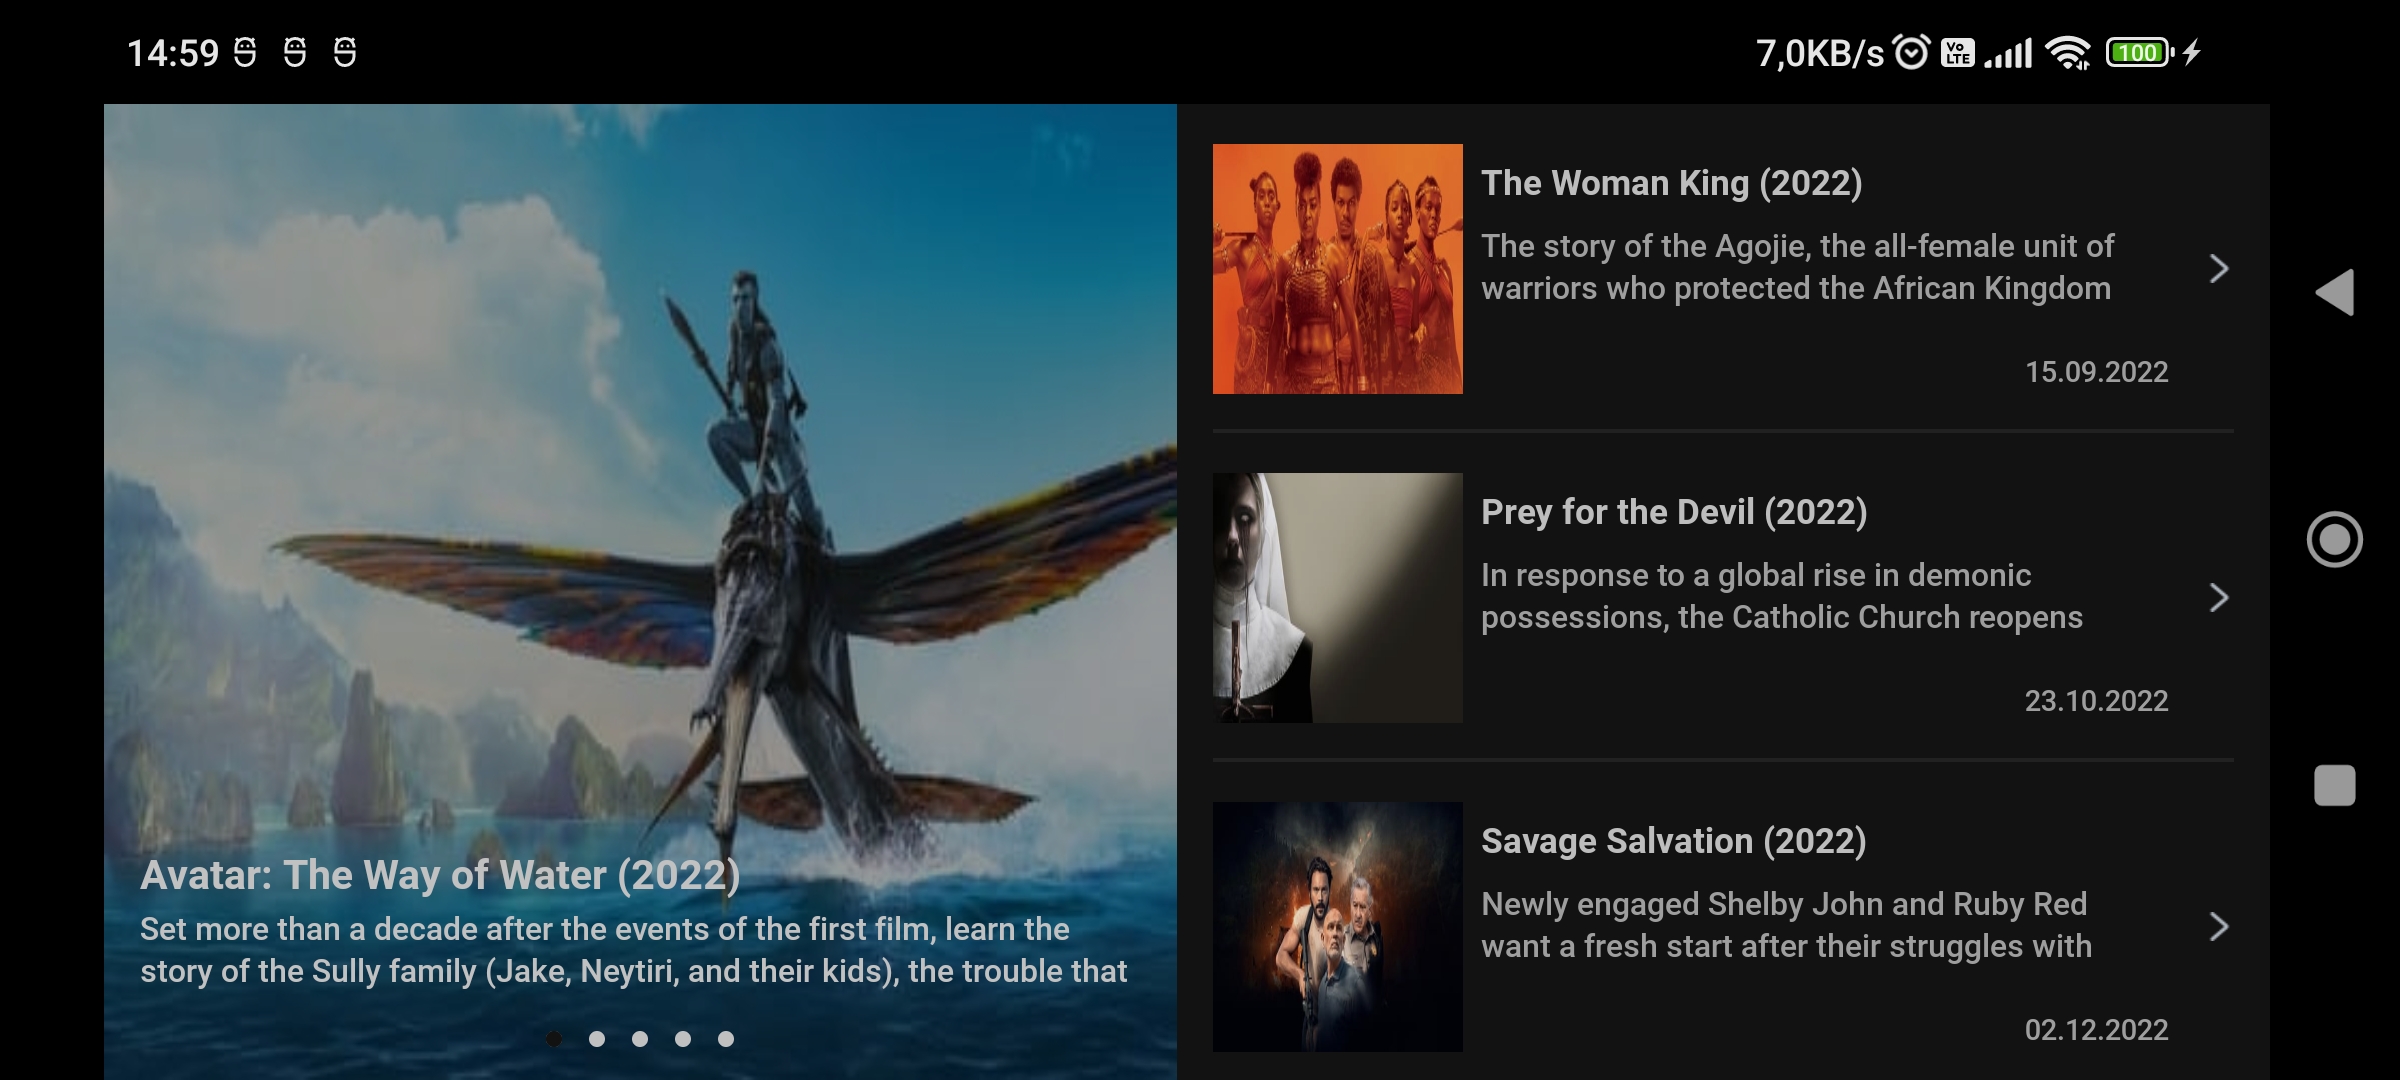 14:59
7,0KB/s
Vo
LTE
100
Avatar: The Way of Water (2022)
Set more than a decade after the events of the first film, learn the
story of the Sully family (Jake, Neytiri, and their kids), the trouble that
The Woman King (2022)
The story of the Agojie, the all-female unit of
warriors who protected the African Kingdom
15.09.2022
Prey for the Devil (2022)
In response to a global rise in demonic
possessions, the Catholic Church reopens
23.10.2022
Savage Salvation (2022)
Newly engaged Shelby John and Ruby Red
want a fresh start after their struggles with
02.12.2022